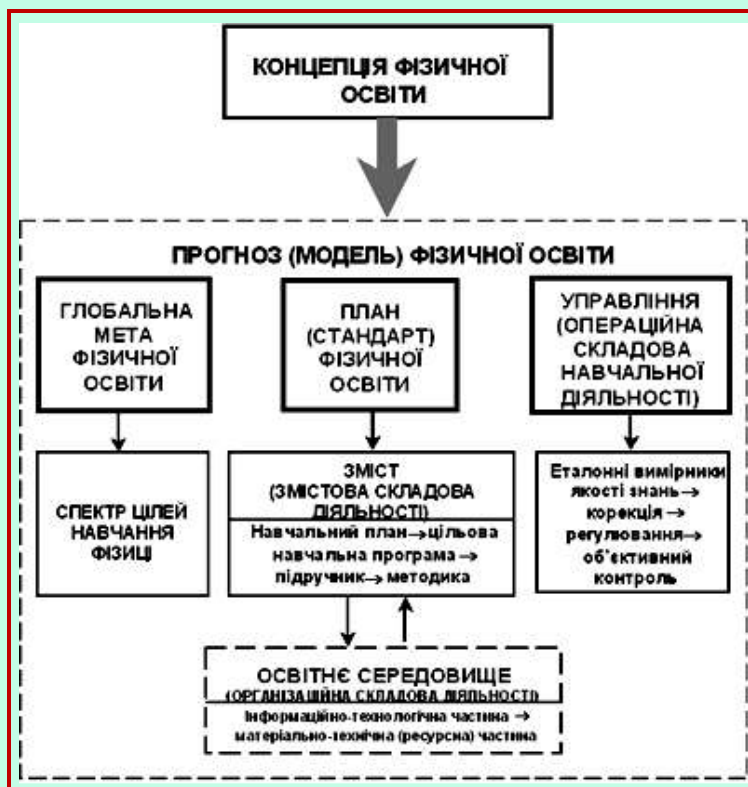 КОНЦЕПЦІЯ ФІЗИЧНОЇ
ОСВІТИ
ПРОГНОЗ (МОДЕЛЬ) ФІЗИЧНОЇ ОСВІТИ
ГЛОБАЛЬНА
МЕТА
ФІЗИЧНОЇ
ОСВІТИ
СПЕКТР ЦІЛЕЙ
НАВЧАННЯ
ФІЗИЦІ
ПЛАН
(СТАНДАРТ)
ФІЗИЧНОЇ
ОСВІТИ
ЗМІСТ
(ЗМІСТОВА СКЛАДОВА
ДІЯЛЬНОСТІ)
Навчальний план→цільова
навчальна програма→
підручник→методика
УПРАВЛІННЯ
(ОПЕРАЦІЙНА
СКЛАДОВА
НАВЧАЛЬНОЇ
ДІЯЛЬНОСТІ)
Еталонні вимірники
якості знань→
корекція→
регулювання→
об'єктивний
контроль
ОСВІТНЄ СЕРЕДОВИЩЕ
(ОРГАНІЗАЦІЙНА СКЛАДОВА ДІЯЛЬНОСТІ)
Інформаційно-технологічна частина →
матеріально-технічна (ресурсна) частина